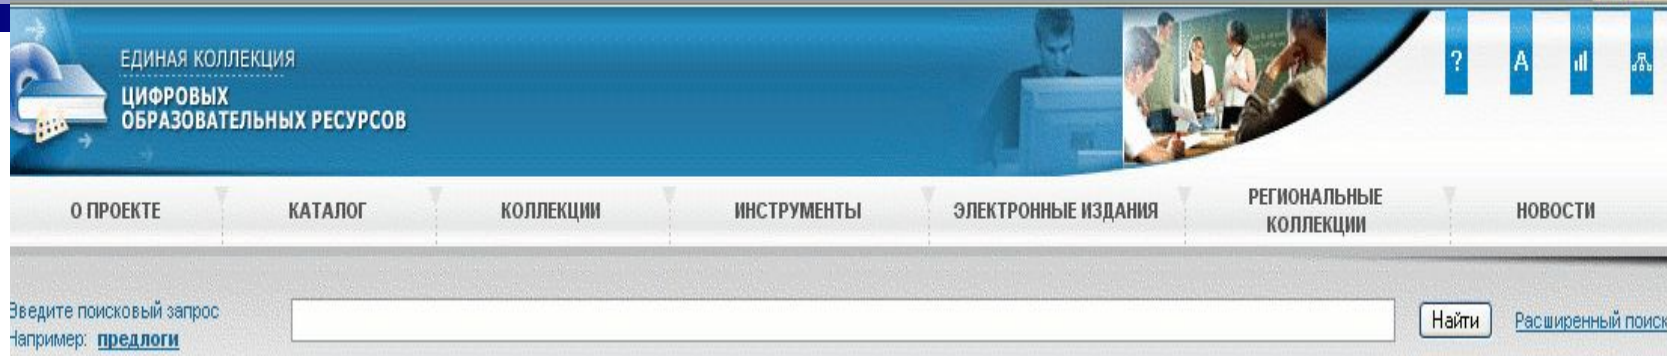 ЕДИНАЯ КОЛЛЕКЦИЯ
ЦИФРОВЫХ
ОБРАЗОВАТЕЛЬНЫХ РЕСУРСОВ
? A
О ПРОЕКТЕ КАТАЛОГ КОЛЛЕКЦИИ ИНСТРУМЕНТЫ ЭЛЕКТРОННЫЕ ИЗДАНИЯ РЕГИОНАЛЬНЫЕ КОЛЛЕКЦИИ НОВОСТИ
Введите поисковый запрос
Например: предлоги
Найти Расширенный поиск